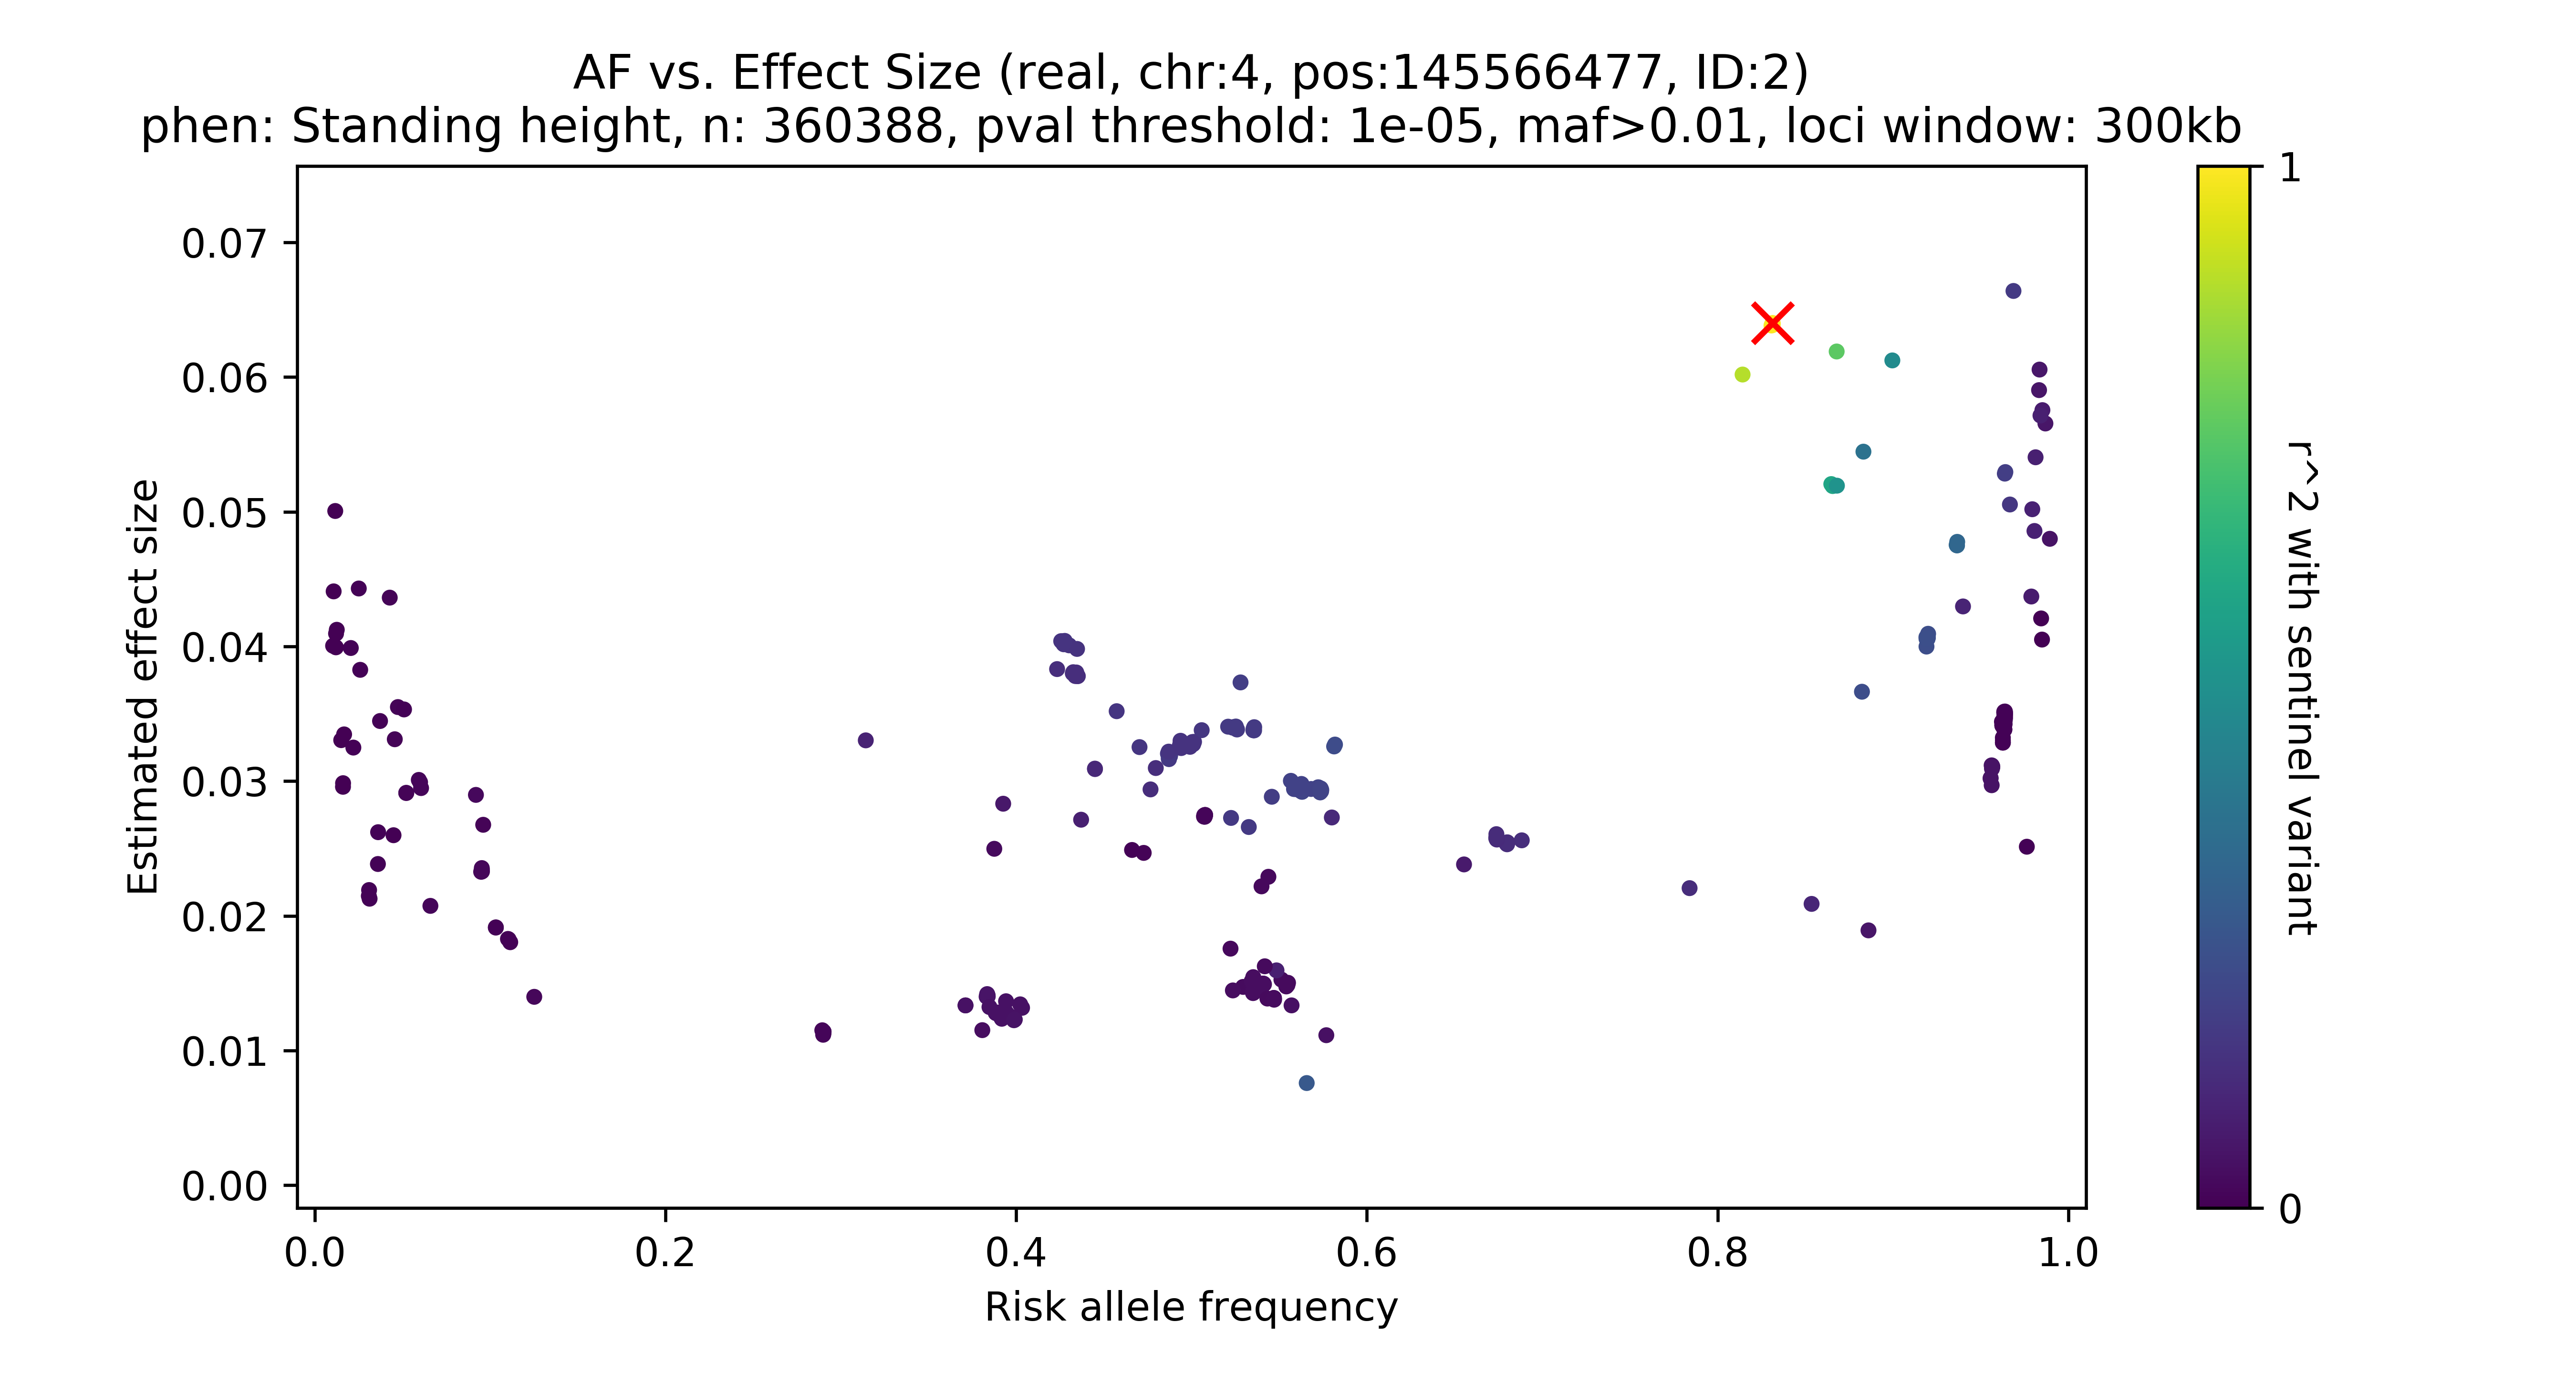 AF vs. Effect Size (real, chr:4, pos:145566477, ID:2)
phen: Standing height, n: 360388, pval threshold: 1e-05, maf>0.01, loci window: 300kb
Estimated effect size
0.07
0.06
0.05
0.04
0.03
0.02
0.01
0.00
0.0 0.2 0.4 0.6 0.8 1.0
Risk allele frequency
1
r^2 with sentinel variant
0